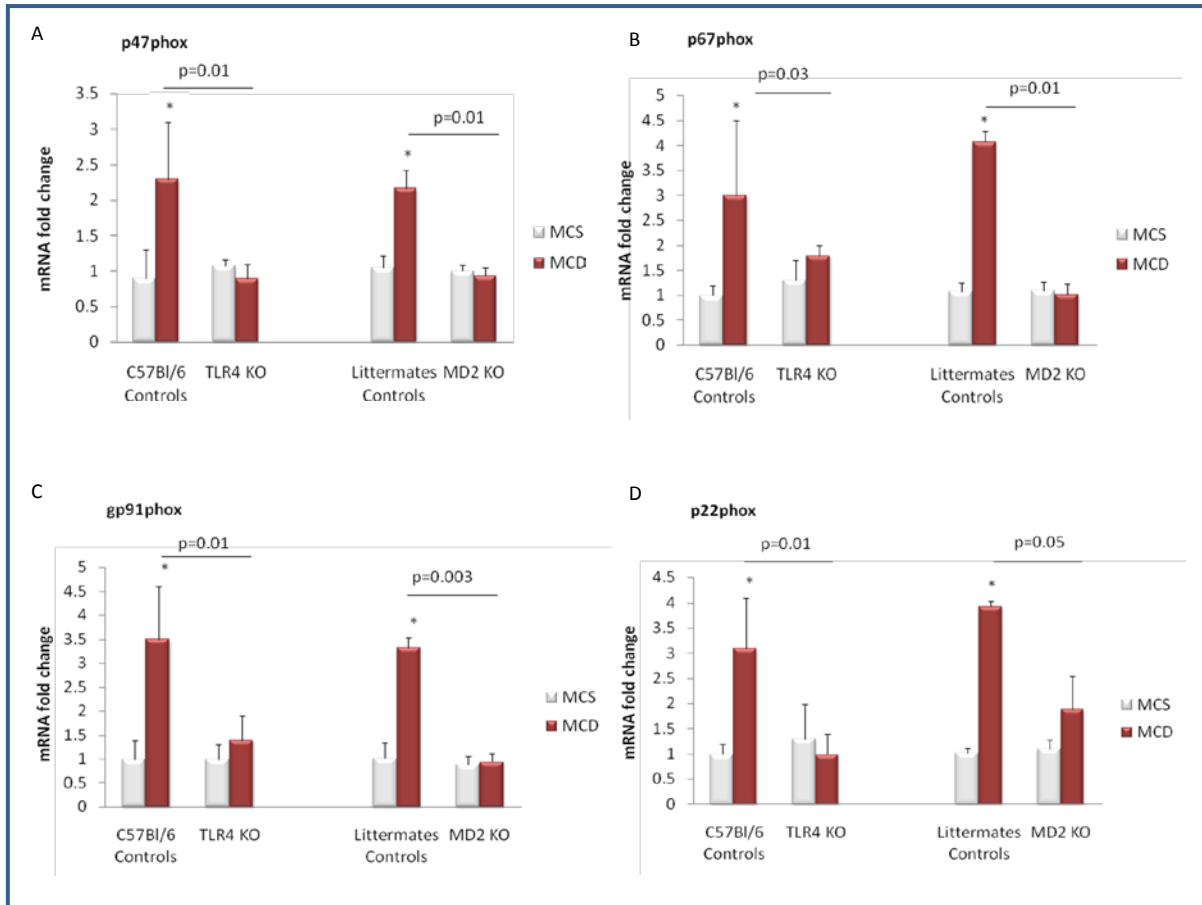 A
p47phox
p=0.01
3.5
3
2.5
2
1.5
1
0.5
0
mRNA fold change
*
p=0.01
*
MCS
MCD
C57Bl/6 TLR4 KO Littermates MD2 KO
Controls Controls
B
p67phox
p=0.03
p=0.01
5
4.5
4
3.5
3
2.5
2
1.5
1
0.5
0
mRNA fold change
*
*
MCS
MCD
C57Bl/6 TLR4 KO Littermates MD2 KO
Controls Controls
C
gp91phox
p=0.01
p=0.003
5
4.5
4
3.5
3
2.5
2
1.5
1
0.5
0
mRNA fold change
*
*
MCS
MCD
C57Bl/6 TLR4 KO Littermates MD2 KO
Controls Controls
D
p22phox
p=0.01
p=0.05
4.5
4
3.5
3
2.5
2
1.5
1
0.5
0
mRNA fold change
*
*
MCS
MCD
C57Bl/6 TLR4 KO Littermates MD2 KO
Controls Controls